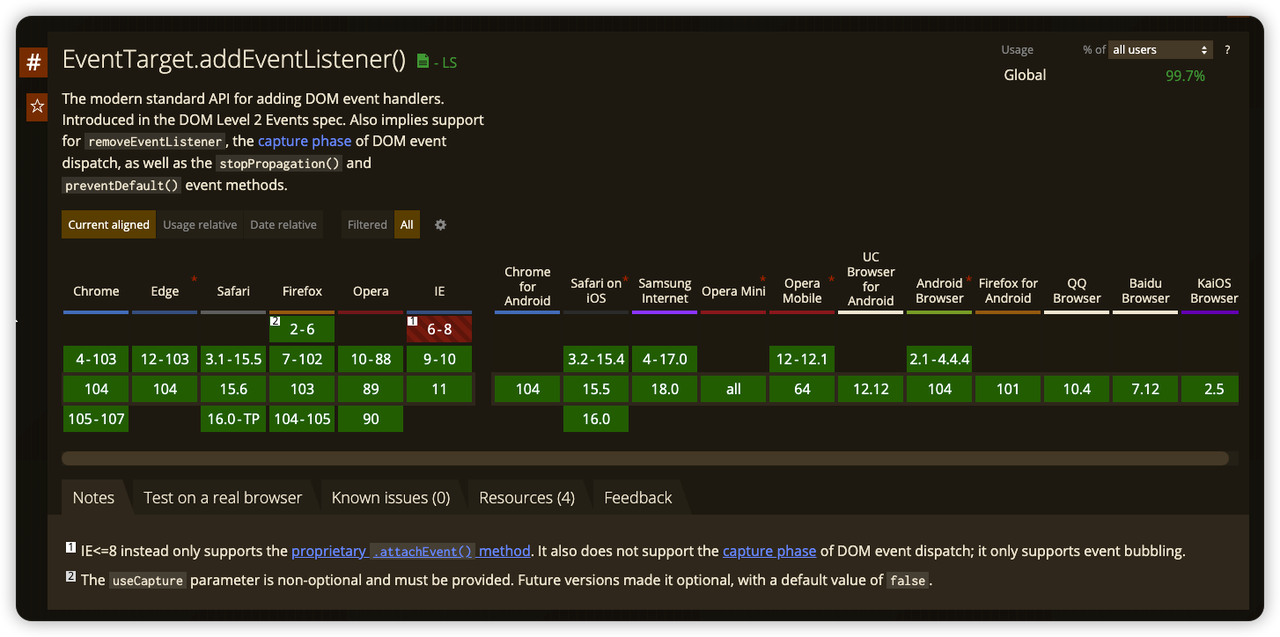 #
EventTarget.addEventListener() - LS
Usage % of all users ?
Global 99.7%
The modern standard API for adding DOM event handlers.
Introduced in the DOM Level 2 Events spec. Also implies support
for removeEventListener, the capture phase of DOM event
dispatch, as well as the stopPropagation() and
preventDefault() event methods.
Current aligned Usage relative Date relative Filtered All
Chrome Edge * Safari Firefox Opera IE Chrome for Android Safari on iOS * Samsung Internet Opera Mini * Opera Mobile * UC Browser for Android Android Browser * Firefox for Android QQ Browser Baidu Browser KaiOS Browser
2 2-6 1 6-8
4-103 12-103 3.1-15.5 7-102 10-88 9-10 3.2-15.4 4-17.0 12-12.1 2.1-4.4.4
104 104 15.6 103 89 11 104 15.5 18.0 all 64 12.12 104 101 10.4 7.12 2.5
105-107 16.0-TP 104-105 90 16.0
Notes Test on a real browser Known issues (0) Resources (4) Feedback
1 IE<=8 instead only supports the proprietary .attachEvent() method. It also does not support the capture phase of DOM event dispatch; it only supports event bubbling.
2 The useCapture parameter is non-optional and must be provided. Future versions made it optional, with a default value of false.